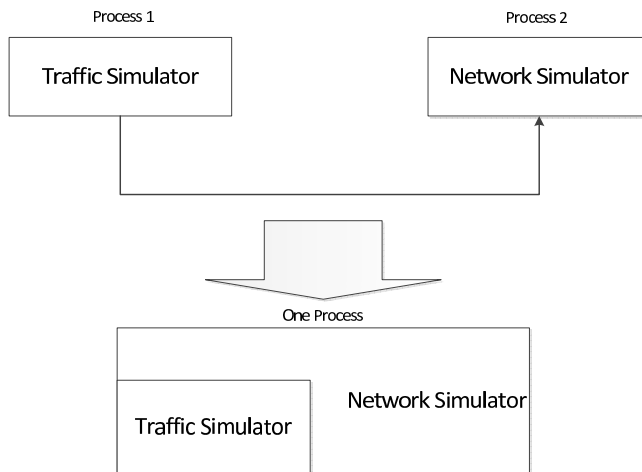 Process 1
Process 2
Traffic Simulator
Network Simulator
One Process
Network Simulator
Traffic Simulator